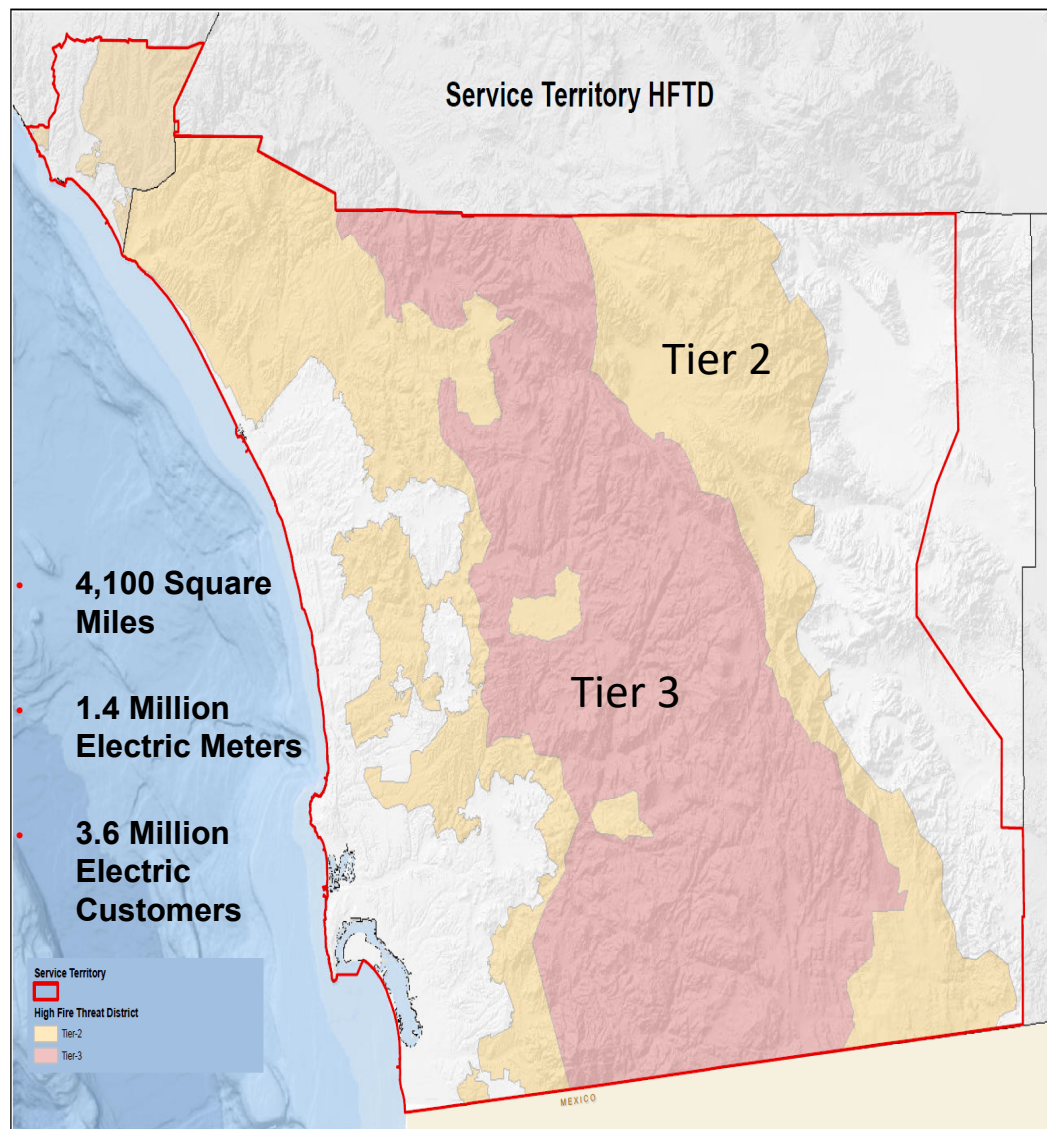 Service Territory HFTD
Tier 2
• 4,100 Square
Miles
Tier 3
• 1.4 Million
Electric Meters
• 3.6 Million
Electric
Customers
Service Territory
High Fire Threat District
Tier-2
Tier-3
MEXICO